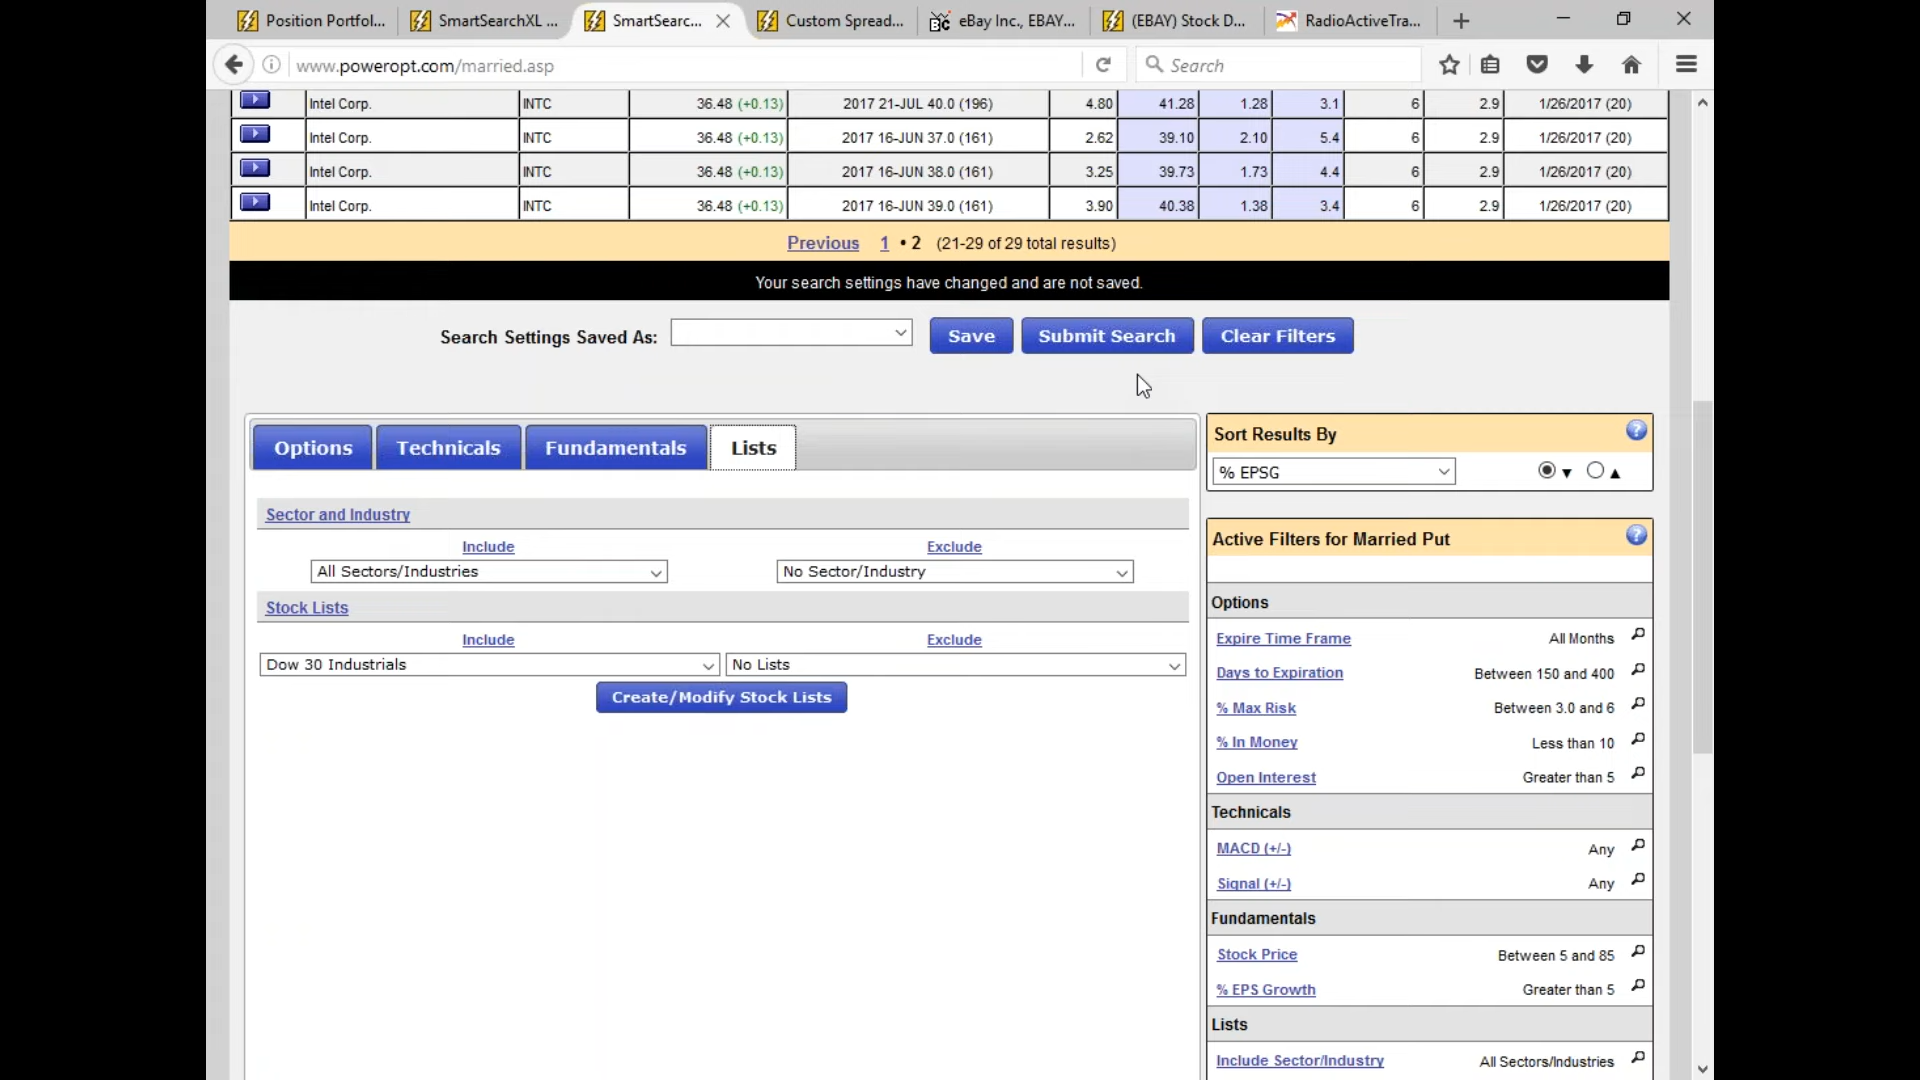 Position Portfol... SmartSearchXL ... SmartSearc... Custom Spread... eBay Inc., EBAY... (EBAY) Stock D... RadioActiveTra...
www.poweropt.com/married.asp Search
Intel Corp. INTC 36.48 (+0.13) 2017 21-JUL 40.0 (196) 4.80 41.28 1.28 3.1 6 2.9 1/26/2017 (20)
Intel Corp. INTC 36.48 (+0.13) 2017 16-JUN 37.0 (161) 2.62 39.10 2.10 5.4 6 2.9 1/26/2017 (20)
Intel Corp. INTC 36.48 (+0.13) 2017 16-JUN 38.0 (161) 3.25 39.73 1.73 4.4 6 2.9 1/26/2017 (20)
Intel Corp. INTC 36.48 (+0.13) 2017 16-JUN 39.0 (161) 3.90 40.38 1.38 3.4 6 2.9 1/26/2017 (20)
Previous 1 • 2 (21-29 of 29 total results)
Your search settings have changed and are not saved.
Search Settings Saved As: Save Submit Search Clear Filters
Options Technicals Fundamentals Lists
Sector and Industry
Include Exclude
All Sectors/Industries No Sector/Industry
Stock Lists
Include Exclude
Dow 30 Industrials No Lists
Create/Modify Stock Lists
Sort Results By
% EPSG ▼ ▲
Active Filters for Married Put
Options
Expire Time Frame All Months
Days to Expiration Between 150 and 400
% Max Risk Between 3.0 and 6
% In Money Less than 10
Open Interest Greater than 5
Technicals
MACD (+/-) Any
Signal (+/-) Any
Fundamentals
Stock Price Between 5 and 85
% EPS Growth Greater than 5
Lists
Include Sector/Industry All Sectors/Industries